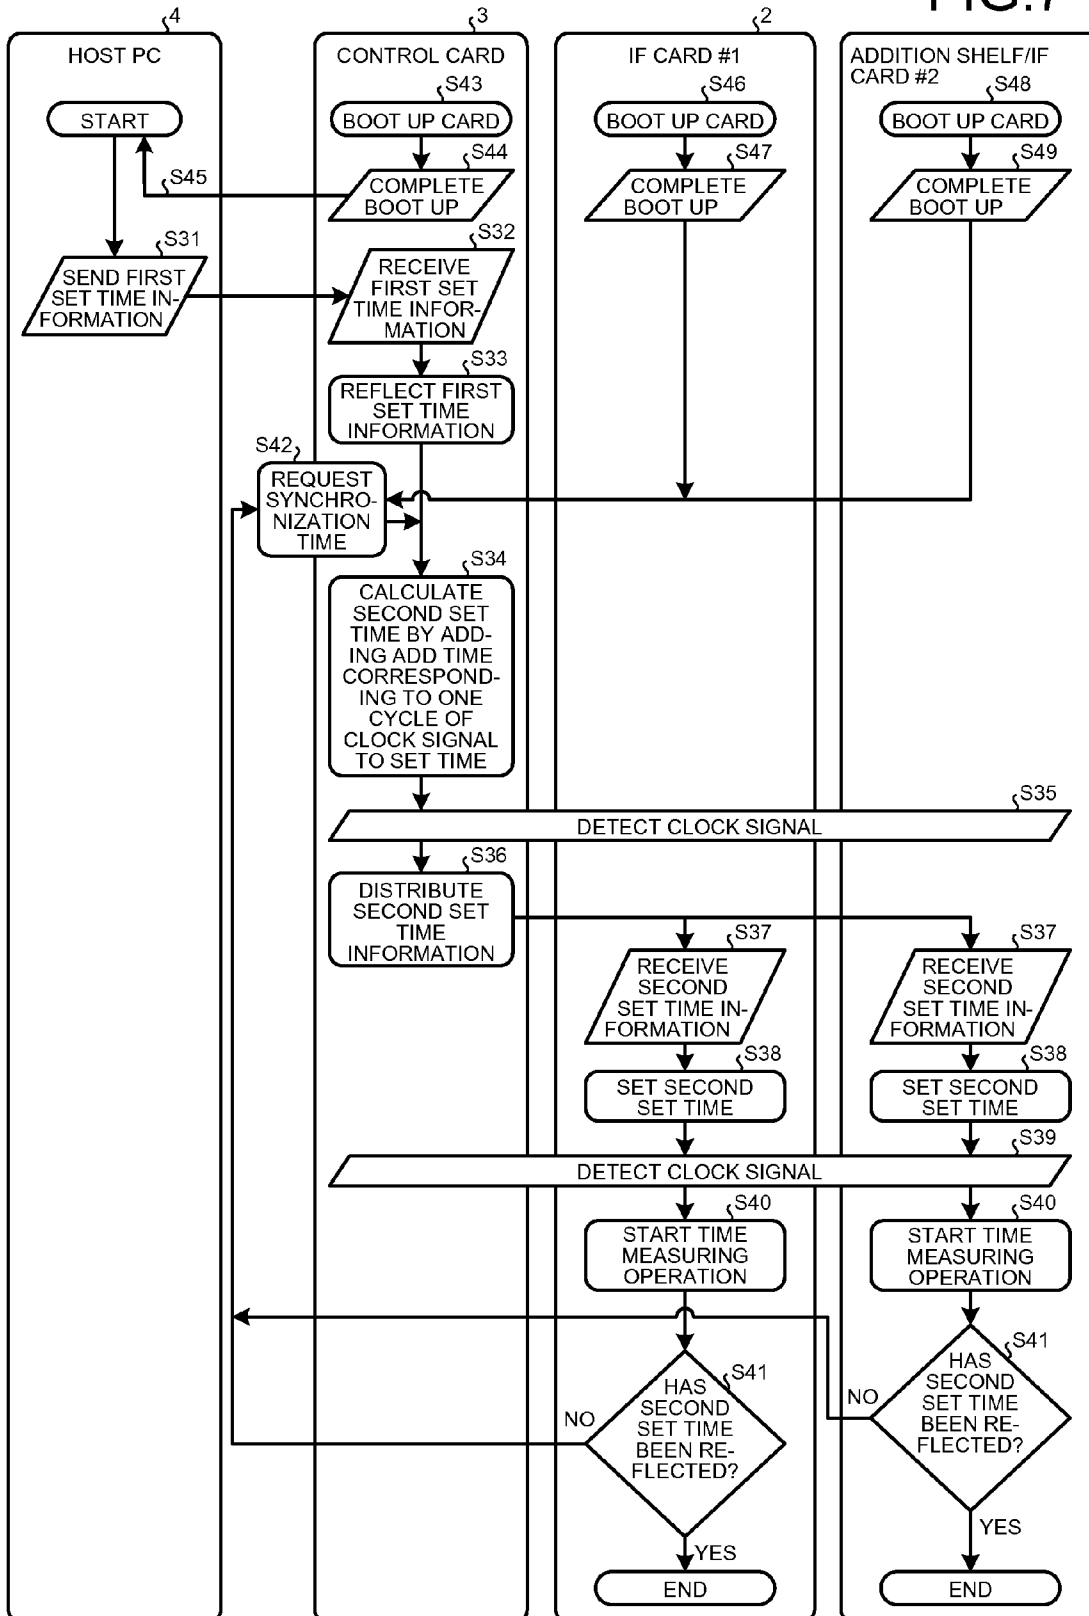 FIG.7
4
3
2
HOST PC
CONTROL CARD
IF CARD #1
ADDITION SHELF/IF
CARD #2
S43
S46
S48
START
BOOT UP CARD
BOOT UP CARD
BOOT UP CARD
S44
S47
S49
S45
COMPLETE
BOOT UP
COMPLETE
BOOT UP
COMPLETE
BOOT UP
S31
S32
SEND FIRST
SET TIME IN-
FORMATION
RECEIVE
FIRST SET
TIME INFOR-
MATION
S33
REFLECT FIRST
SET TIME
INFORMATION
S42
REQUEST
SYNCHRO-
NIZATION
TIME
S34
CALCULATE
SECOND SET
TIME BY ADD-
ING ADD TIME
CORRESPOND-
ING TO ONE
CYCLE OF
CLOCK SIGNAL
TO SET TIME
S35
DETECT CLOCK SIGNAL
S36
DISTRIBUTE
SECOND SET
TIME
INFORMATION
S37
S37
RECEIVE
SECOND
SET TIME IN-
FORMATION
RECEIVE
SECOND
SET TIME IN-
FORMATION
S38
S38
SET SECOND
SET TIME
SET SECOND
SET TIME
S39
DETECT CLOCK SIGNAL
S40
S40
START TIME
MEASURING
OPERATION
START TIME
MEASURING
OPERATION
S41
S41
HAS
SECOND
SET TIME
BEEN RE-
FLECTED?
HAS
SECOND
SET TIME
BEEN RE-
FLECTED?
NO
NO
YES
YES
END
END